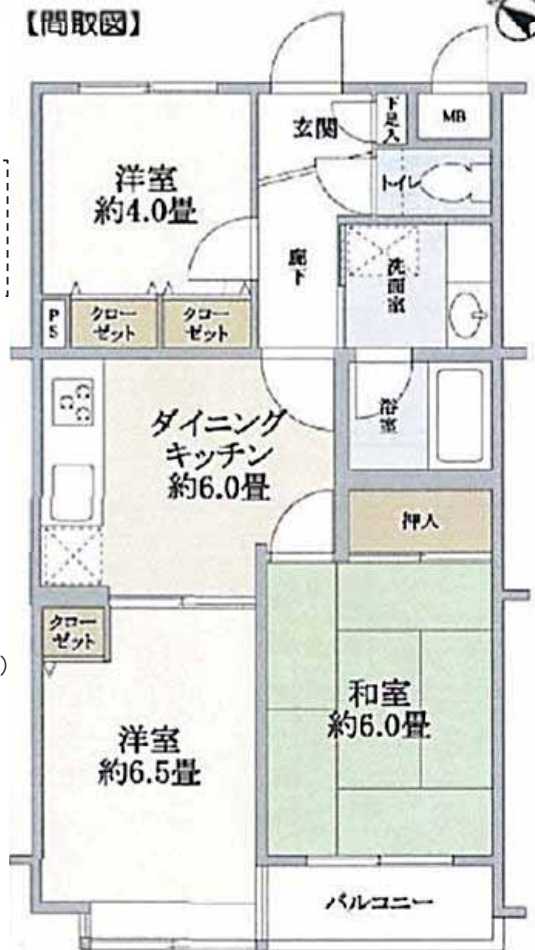 【間取図】
玄関
下足入
MB
洋室
約4.0畳
トイレ
廊下
洗面室
PS
クロー
ゼット
クロー
ゼット
ダイニング
キッチン
約6.0畳
浴室
押入
クロー
ゼット
)
洋室
約6.5畳
和室
約6.0畳
バルコニー